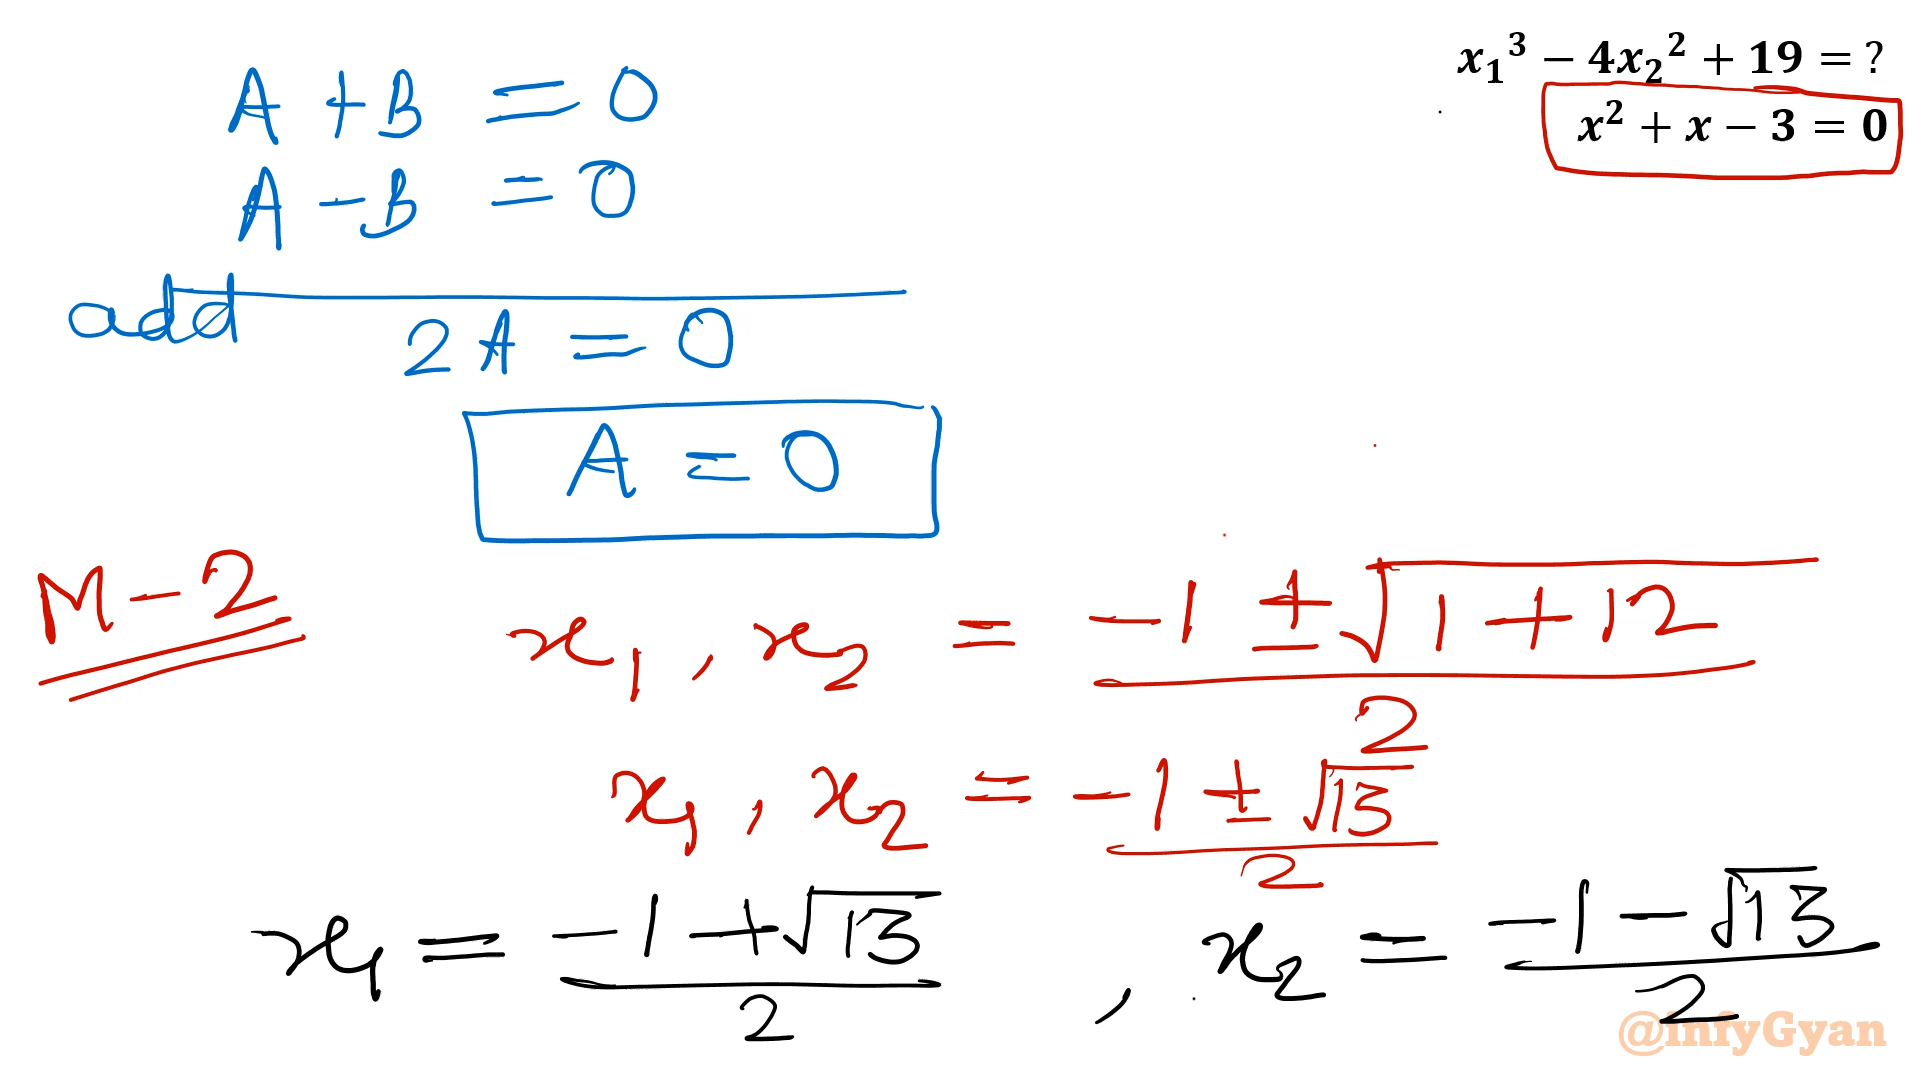 x₁³ − 4x₂² + 19 = ?
x² + x − 3 = 0
A + B = 0
A − B = 0
add
2A = 0
A = 0
M-2
x₁, x₂ = (-1 ± √(1+12))/2
x₁, x₂ = (-1 ± √13)/2
x₁ = (-1+√13)/2 , x₂ = (-1-√13)/2
@infyGyan